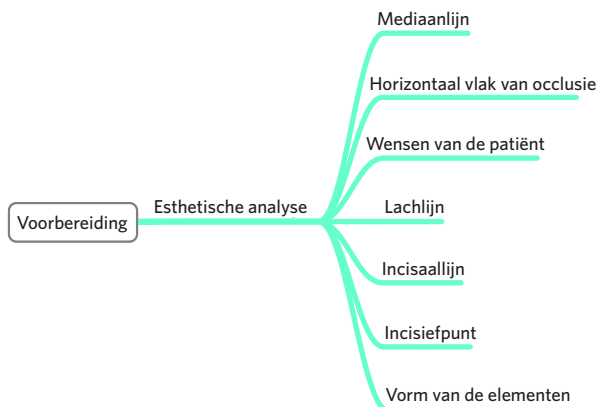 Mediaanlijn
Horizontaal vlak van occlusie
Wensen van de patiënt
Voorbereiding
Esthetische analyse
Lachlijn
Incisaallijn
Incisiefpunt
Vorm van de elementen